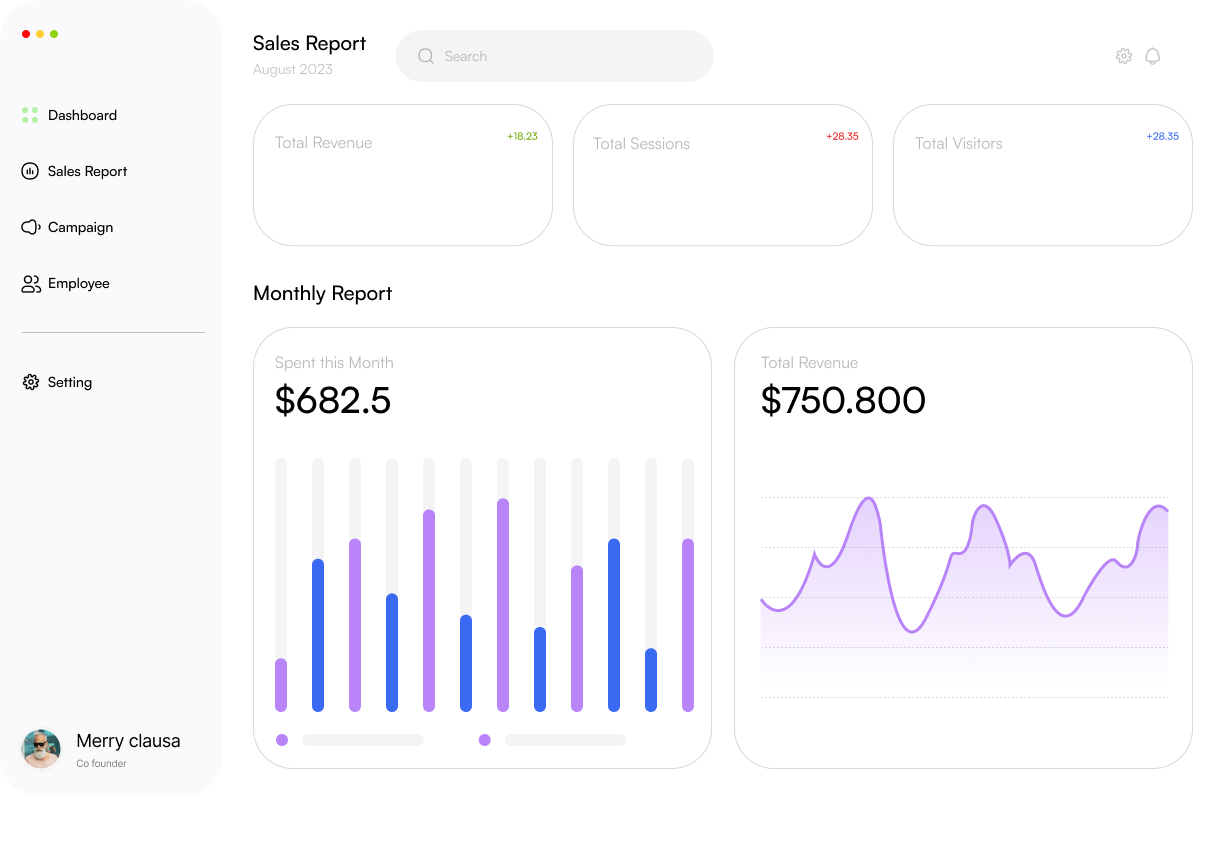 Sales Report
August 2023
Search
Dashboard
Sales Report
Campaign
Employee
Setting
Merry clausa
Co founder
Total Revenue
+18.23
Total Sessions
+28.35
Total Visitors
+28.35
Monthly Report
Spent this Month
$682.5
Total Revenue
$750.800